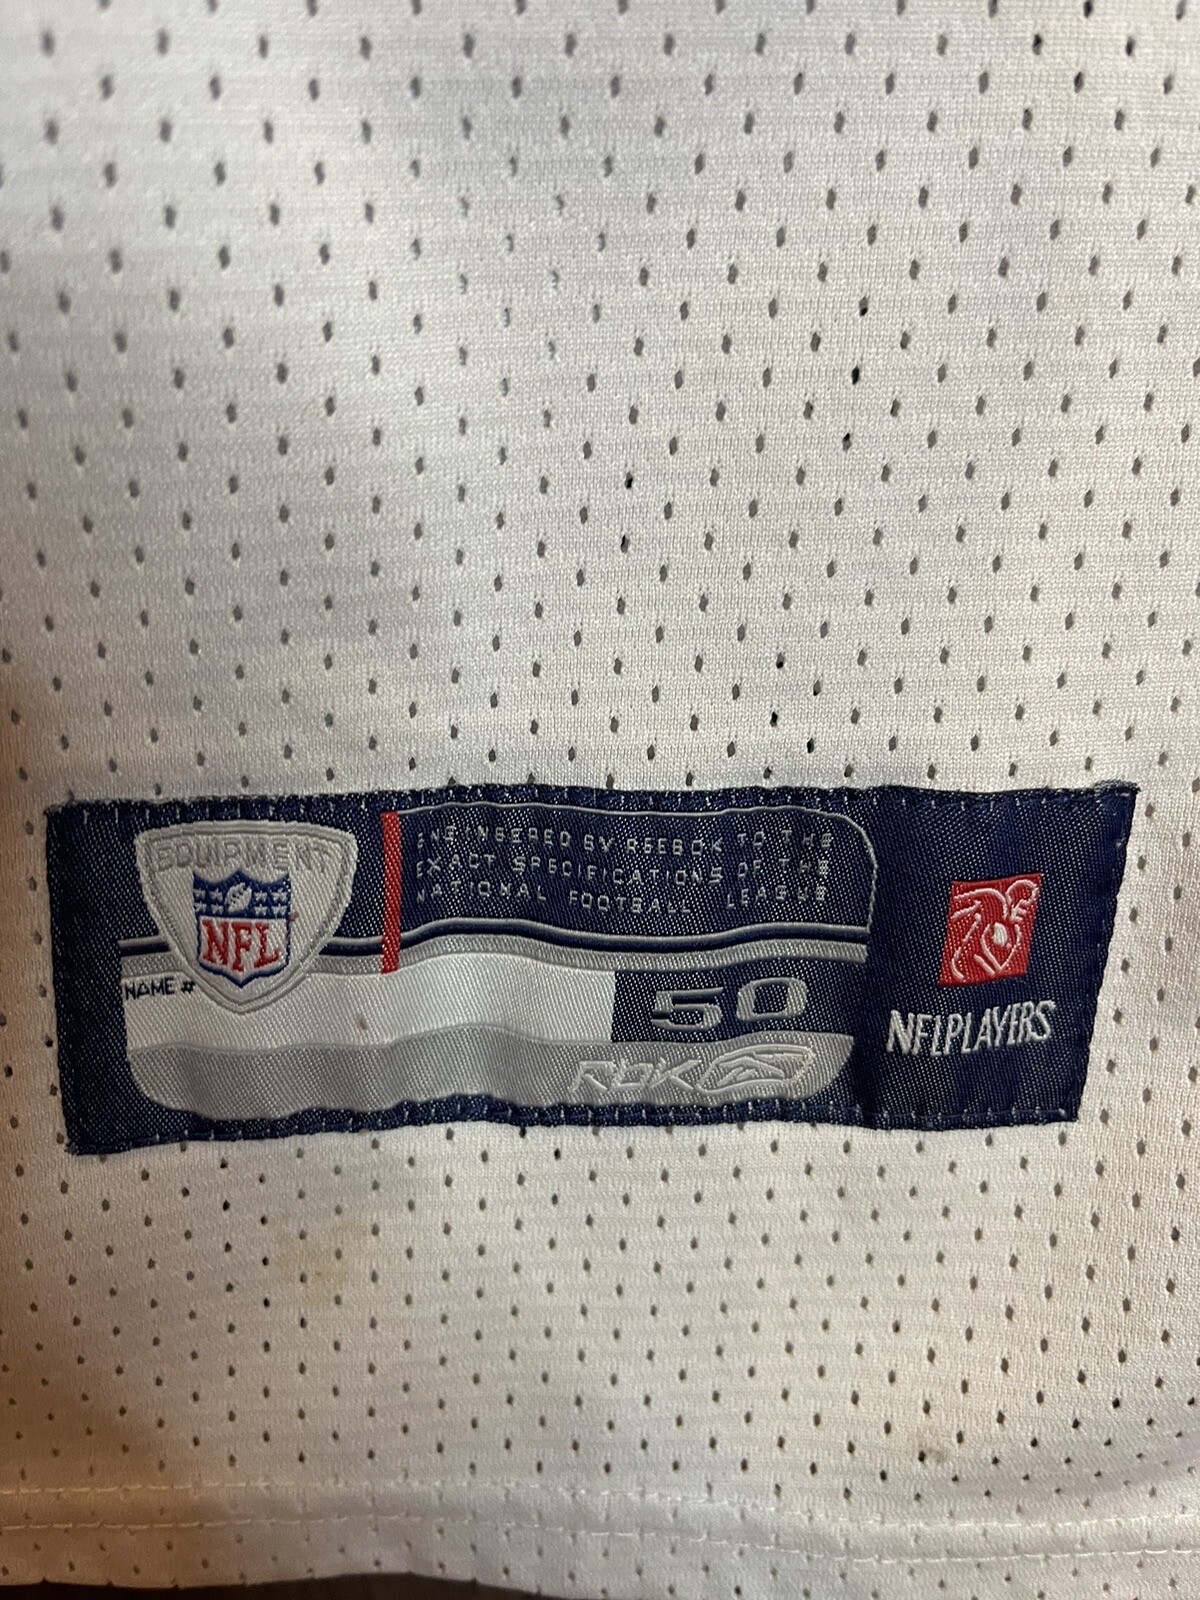 EQUIPMENT
NFL
ENGINEERED BY REEBOK TO THE
EXACT SPECIFICATIONS OF THE
NATIONAL FOOTBALL LEAGUE
NAME #
50
RbK
NFLPLAYERS